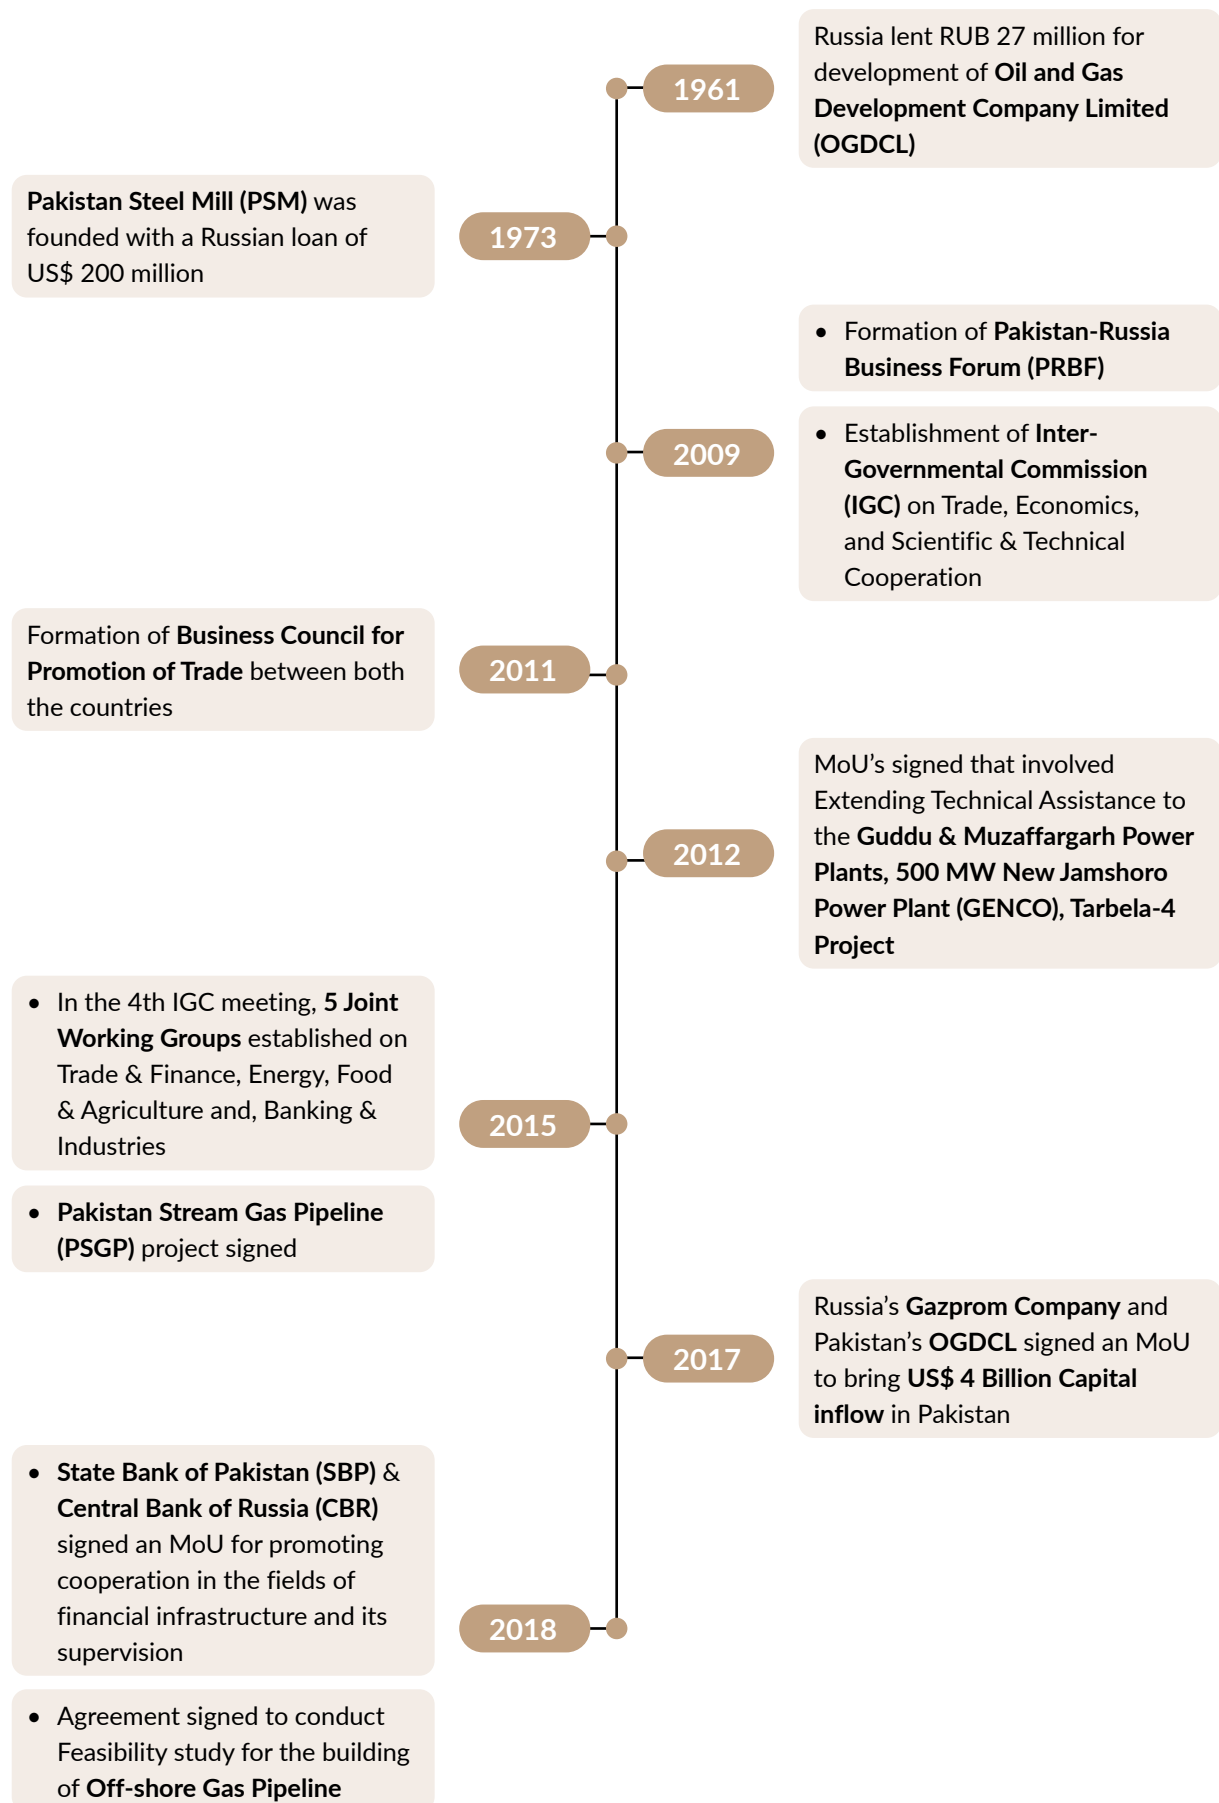 1961
Russia lent RUB 27 million for
development of Oil and Gas
Development Company Limited
(OGDCL)
Pakistan Steel Mill (PSM) was
founded with a Russian loan of
US$ 200 million
1973
• Formation of Pakistan-Russia
Business Forum (PRBF)
2009
• Establishment of Inter-
Governmental Commission
(IGC) on Trade, Economics,
and Scientific & Technical
Cooperation
Formation of Business Council for
Promotion of Trade between both
the countries
2011
MoU’s signed that involved
Extending Technical Assistance to
the Guddu & Muzaffargarh Power
Plants, 500 MW New Jamshoro
Power Plant (GENCO), Tarbela-4
Project
2012
• In the 4th IGC meeting, 5 Joint
Working Groups established on
Trade & Finance, Energy, Food
& Agriculture and, Banking &
Industries
2015
• Pakistan Stream Gas Pipeline
(PSGP) project signed
Russia’s Gazprom Company and
Pakistan’s OGDCL signed an MoU
to bring US$ 4 Billion Capital
inflow in Pakistan
2017
• State Bank of Pakistan (SBP) &
Central Bank of Russia (CBR)
signed an MoU for promoting
cooperation in the fields of
financial infrastructure and its
supervision
2018
• Agreement signed to conduct
Feasibility study for the building
of Off-shore Gas Pipeline